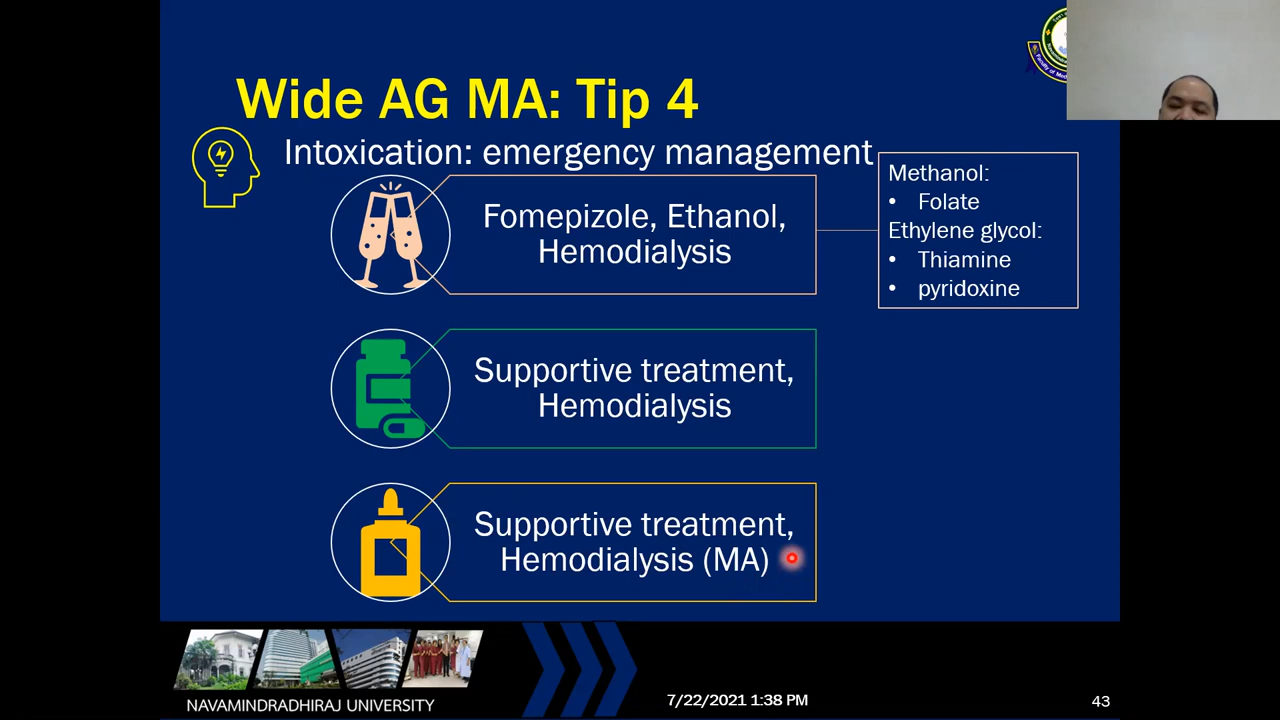 Wide AG MA: Tip 4
Intoxication: emergency management
Fomepizole, Ethanol,
Hemodialysis
Methanol:
• Folate
Ethylene glycol:
• Thiamine
• pyridoxine
Supportive treatment,
Hemodialysis
Supportive treatment,
Hemodialysis (MA)
NAVAMINDRADHIRAJ UNIVERSITY
7/22/2021 1:38 PM
43